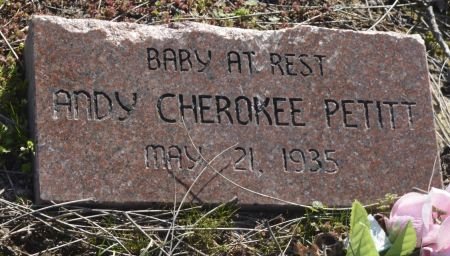 BABY AT REST
ANDY CHEROKEE PETITT
MAY 21, 1935